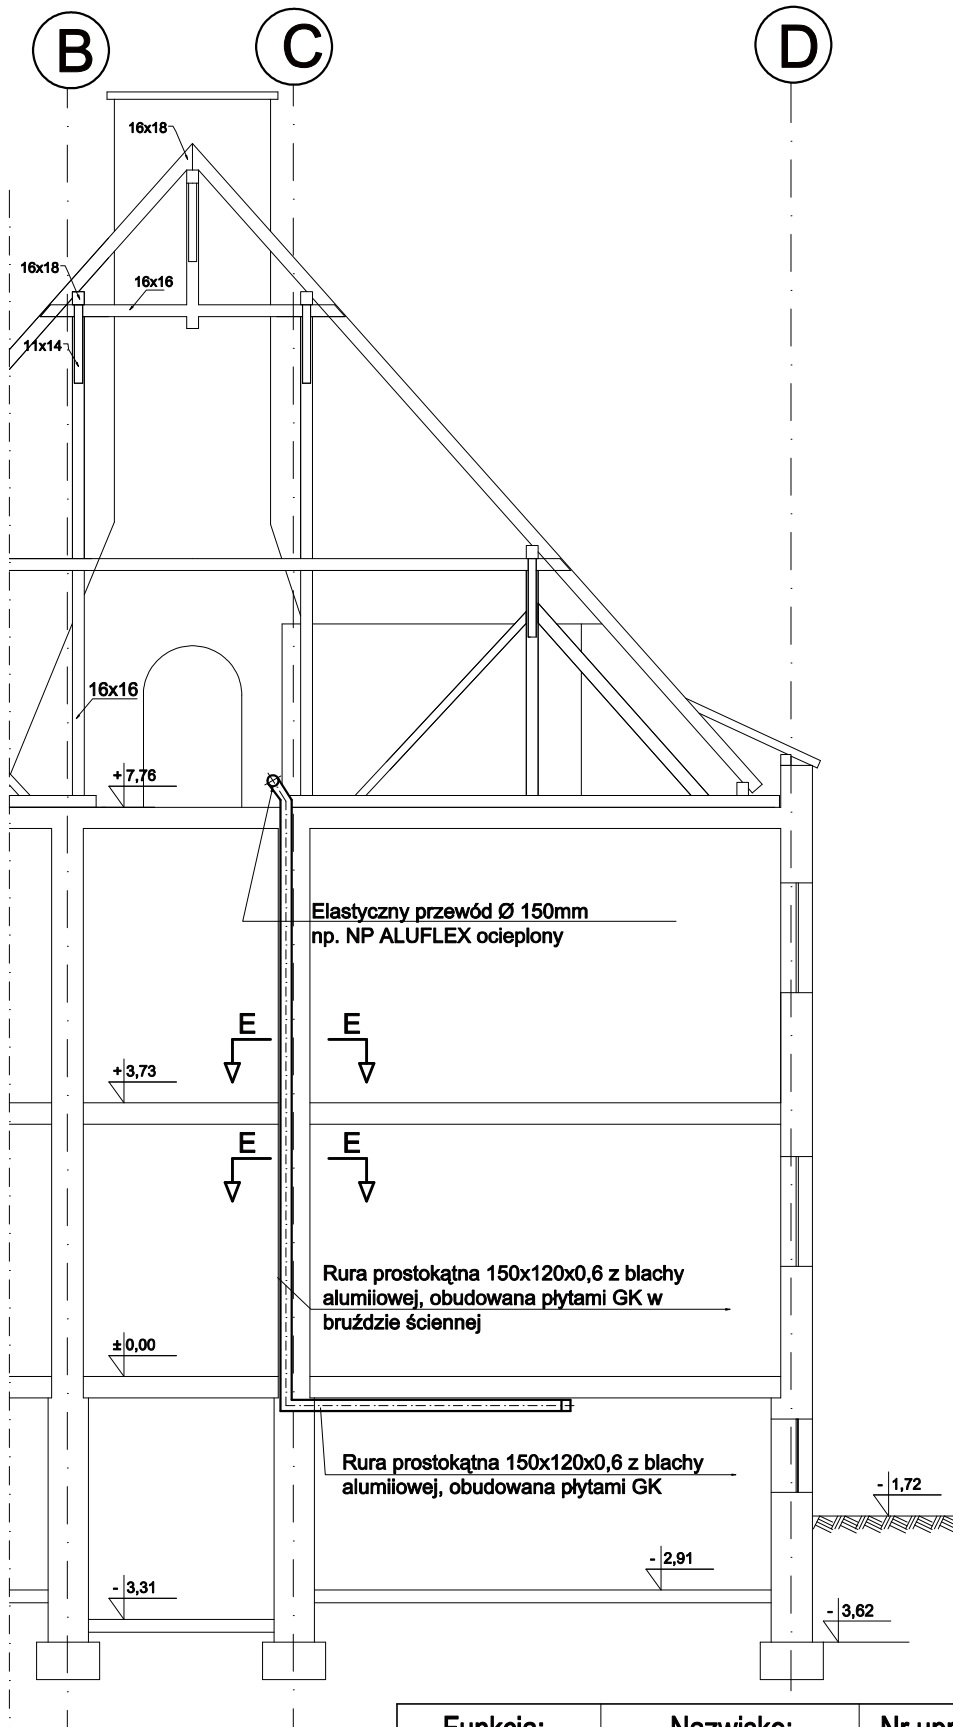 B
C
D
16x18
16x18
16x16
11x14
16x16
+ 7,76
Elastyczny przewód Ø 150mm
np. NP ALUFLEX ocieplony
E E
+ 3,73
E E
Rura prostokątna 150x120x0,6 z blachy
alumiiowej, obudowana płytami GK w
bruździe ściennej
± 0,00
Rura prostokątna 150x120x0,6 z blachy
alumiiowej, obudowana płytami GK
- 1,72
- 2,91
- 3,31
- 3,62
Funkcja: Nazwisko: Nr upr